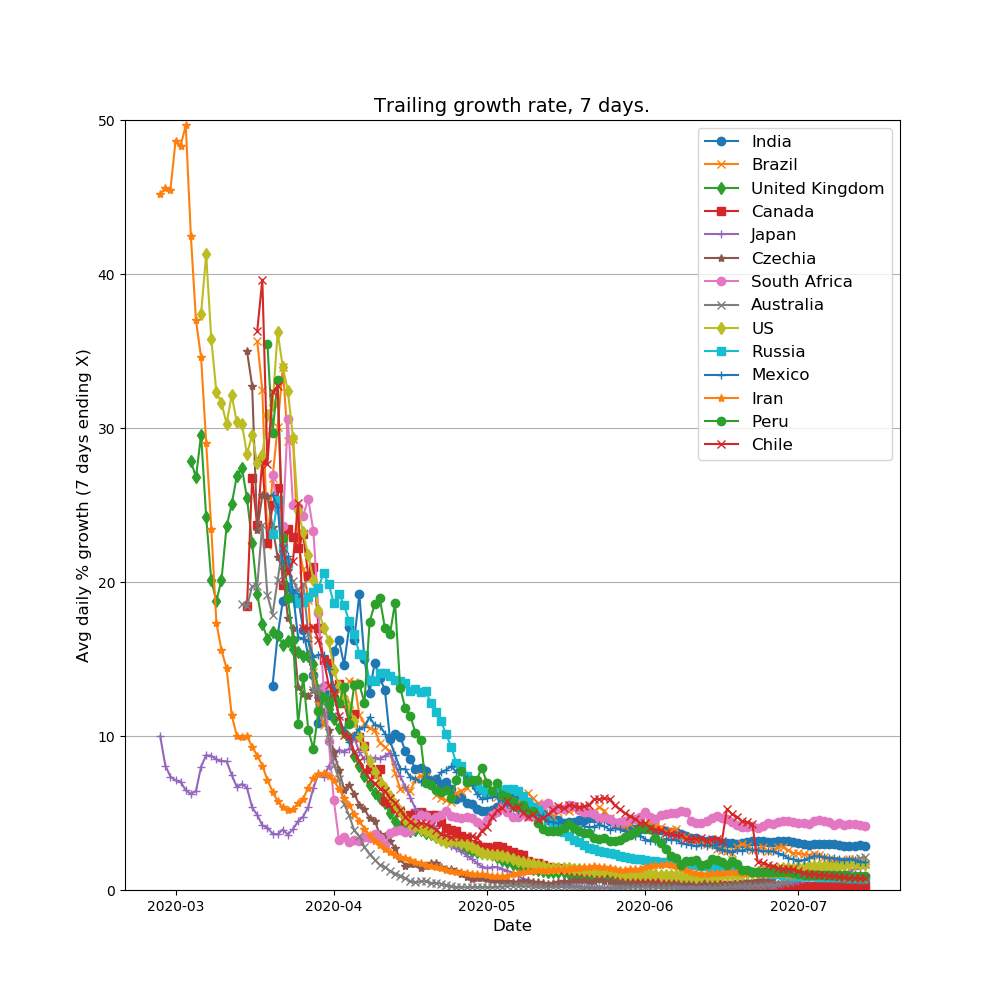 Trailing growth rate, 7 days.
50
40
30
20
10
0
Avg daily % growth (7 days ending X)
India
Brazil
United Kingdom
Canada
Japan
Czechia
South Africa
Australia
US
Russia
Mexico
Iran
Peru
Chile
2020-03 2020-04 2020-05 2020-06 2020-07
Date